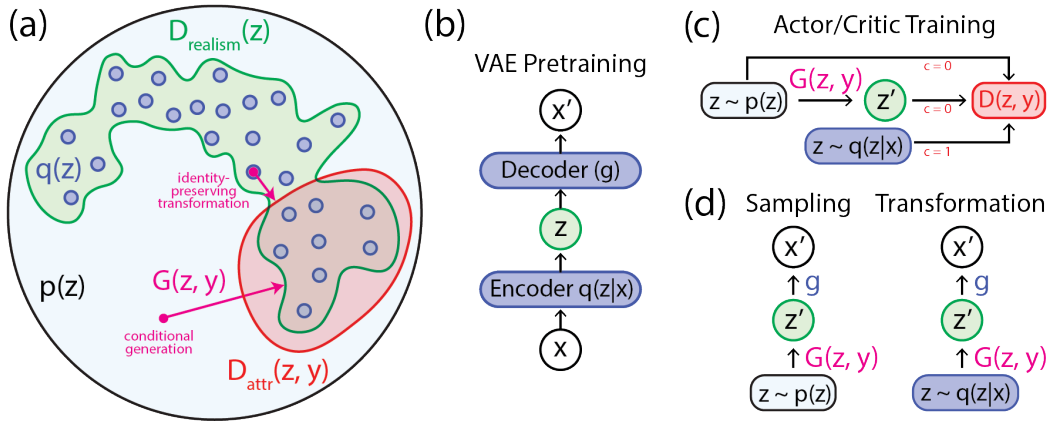 (a)
D_realism(z)
q(z)
identity-
preserving
transformation
p(z)
G(z, y)
conditional
generation
D_attr(z, y)
(b)
VAE Pretraining
x'
Decoder (g)
z
Encoder q(z|x)
x
(c)
Actor/Critic Training
c = 0
G(z, y)
z ~ p(z)
z'
c = 0
D(z, y)
z ~ q(z|x)
c = 1
(d)
Sampling
Transformation
x'
x'
g
g
z'
z'
G(z, y)
G(z, y)
z ~ p(z)
z ~ q(z|x)